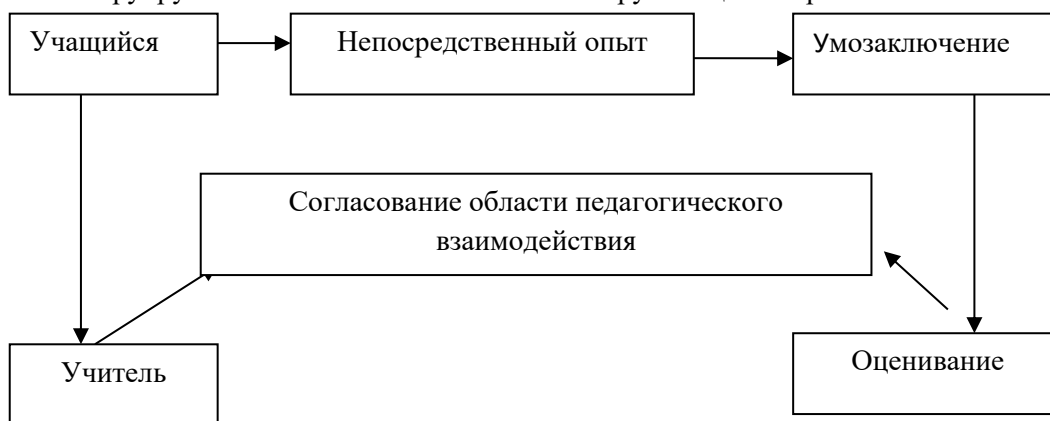 Учащийся
Непосредственный опыт
Умозаключение
Согласование области педагогического
взаимодействия
Учитель
Оценивание